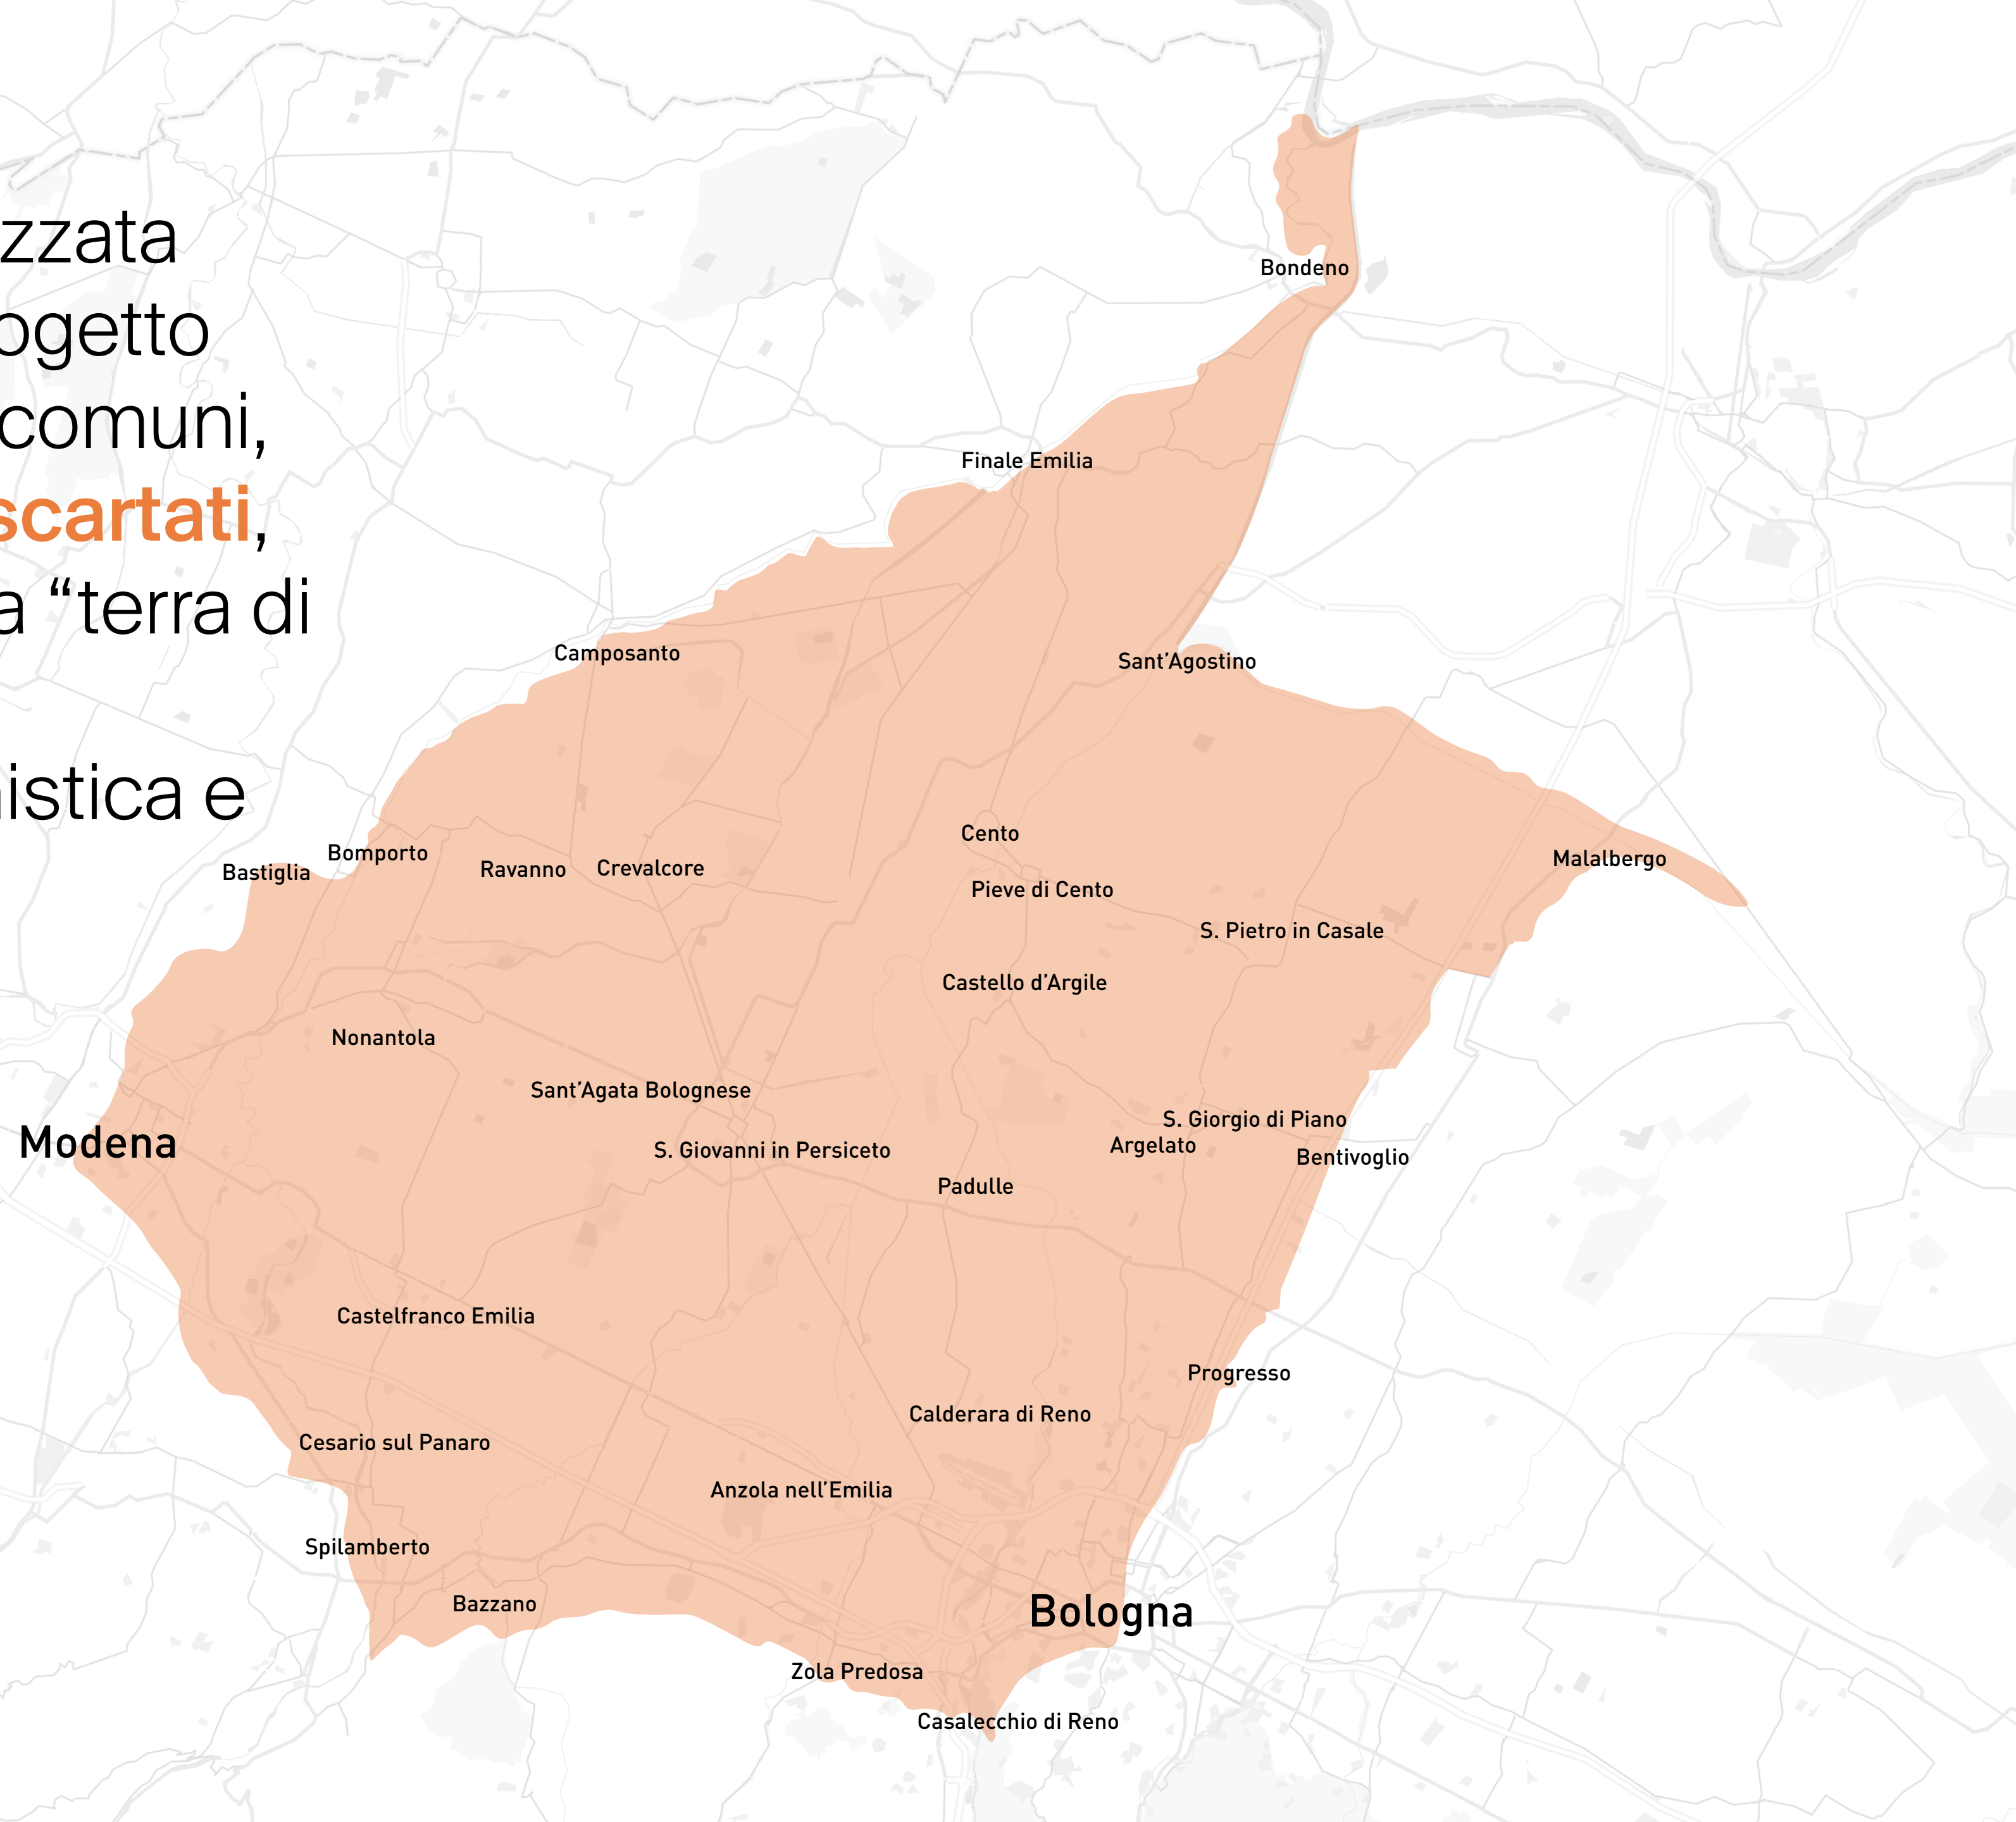 izzata
ogetto
comuni,
scartati,
a “terra di
istica e
Bondeno
Finale Emilia
Camposanto
Sant’Agostino
Cento
Bomporto
Malalbergo
Bastiglia
Ravanno
Crevalcore
Pieve di Cento
S. Pietro in Casale
Castello d’Argile
Nonantola
Sant’Agata Bolognese
S. Giorgio di Piano
Modena
S. Giovanni in Persiceto
Argelato
Bentivoglio
Padulle
Castelfranco Emilia
Progresso
Calderara di Reno
Cesario sul Panaro
Anzola nell’Emilia
Spilamberto
Bazzano
Bologna
Zola Predosa
Casalecchio di Reno